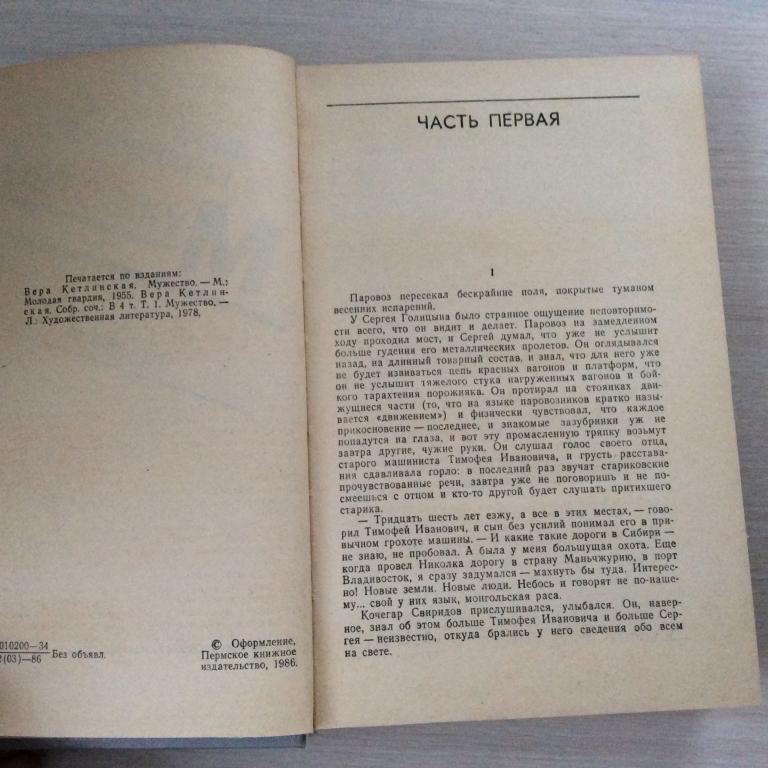 Печатается по изданиям:
Вера Кетлинская. Мужество. — М.:
Молодая гвардия, 1955. Вера Кетлин-
ская. Собр. соч.: В 4 т. Т. 1. Мужество. —
Л.: Художественная литература, 1978.
010200—34
2(03)—86
Без объявл.
© Оформление,
Пермское книжное
издательство, 1986.
ЧАСТЬ ПЕРВАЯ
1
Паровоз пересекал бескрайние поля, покрытые туманом
весенних испарений.
У Сергея Голицына было странное ощущение неповторимо-
сти всего, что он видит и делает. Паровоз на замедленном
ходу проходил мост, и Сергей думал, что уже не услышит
больше гудения его металлических пролетов. Он оглядывался
назад, на длинный товарный состав, и знал, что для него уже
не будет извиваться цепь красных вагонов и платформ, что
он не услышит тяжелого стука нагруженных вагонов и бой-
кого тарахтения порожняка. Он протирал на стоянках дви-
жущиеся части (то, что на языке паровозников кратко назы-
вается «движением») и физически чувствовал, что каждое
прикосновение — последнее, и знакомые зазубрины уж не
попадутся на глаза, и вот эту промасленную тряпку возьмут
завтра другие, чужие руки. Он слушал голос своего отца,
старого машиниста Тимофея Ивановича, и грусть расстава-
ния сдавливала горло: в последний раз звучат стариковские
прочувствованные речи, завтра уже не поговоришь и не по-
смеешься с отцом и кто-то другой будет слушать притихшего
старика.
— Тридцать шесть лет езжу, а все в этих местах, — гово-
рил Тимофей Иванович, и сын без усилий понимал его в при-
вычном грохоте машины. — И какие такие дороги в Сибири —
не знаю, не пробовал. А была у меня большущая охота. Еще
когда провел Николка дорогу в страну Маньчжурию, в порт
Владивосток, я сразу задумался — махнуть бы туда. Интерес-
но! Новые земли. Новые люди. Небось и говорят не по-наше-
му... свой у них язык, монгольская раса.
Кочегар Свиридов прислушивался, улыбался. Он, навер-
ное, знал об этом больше Тимофея Ивановича и больше Сер-
гея — неизвестно, откуда брались у него сведения обо всем
на свете.